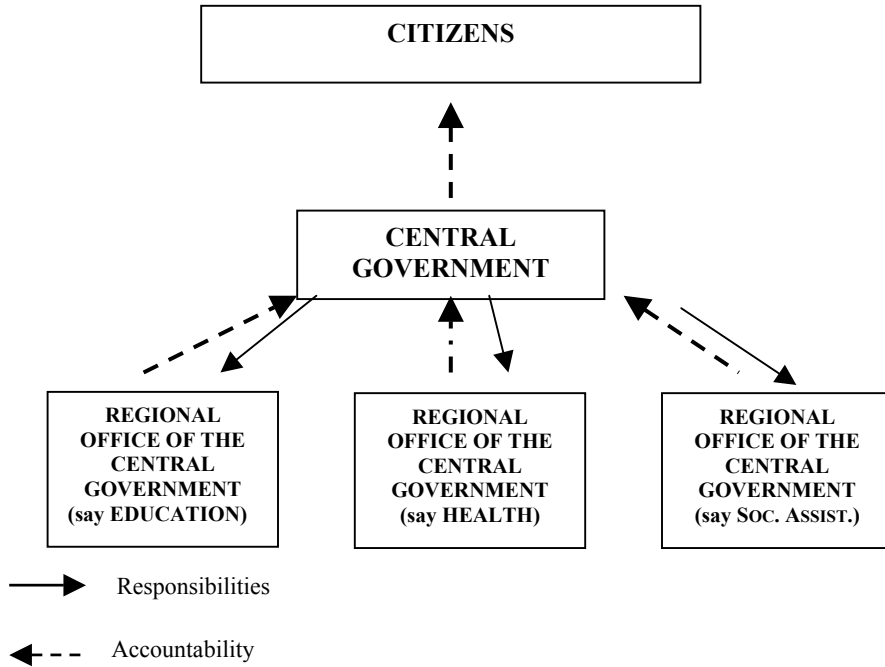 CITIZENS
CENTRAL
GOVERNMENT
REGIONAL
OFFICE OF THE
CENTRAL
GOVERNMENT
(say EDUCATION)
REGIONAL
OFFICE OF THE
CENTRAL
GOVERNMENT
(say HEALTH)
REGIONAL
OFFICE OF THE
CENTRAL
GOVERNMENT
(say SOC. ASSIST.)
Responsibilities
Accountability